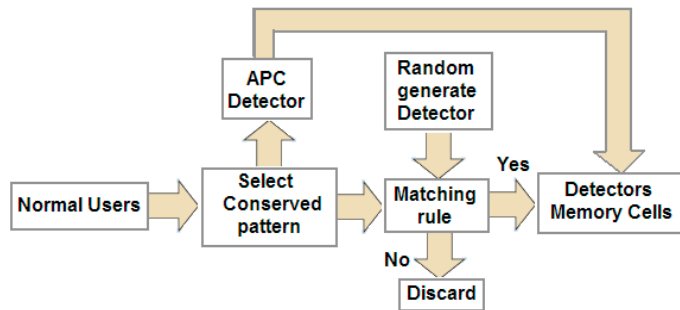 APC
Detector
Random
generate
Detector
Yes
Normal Users
Select
Conserved
pattern
Matching
rule
Detectors
Memory Cells
No
Discard